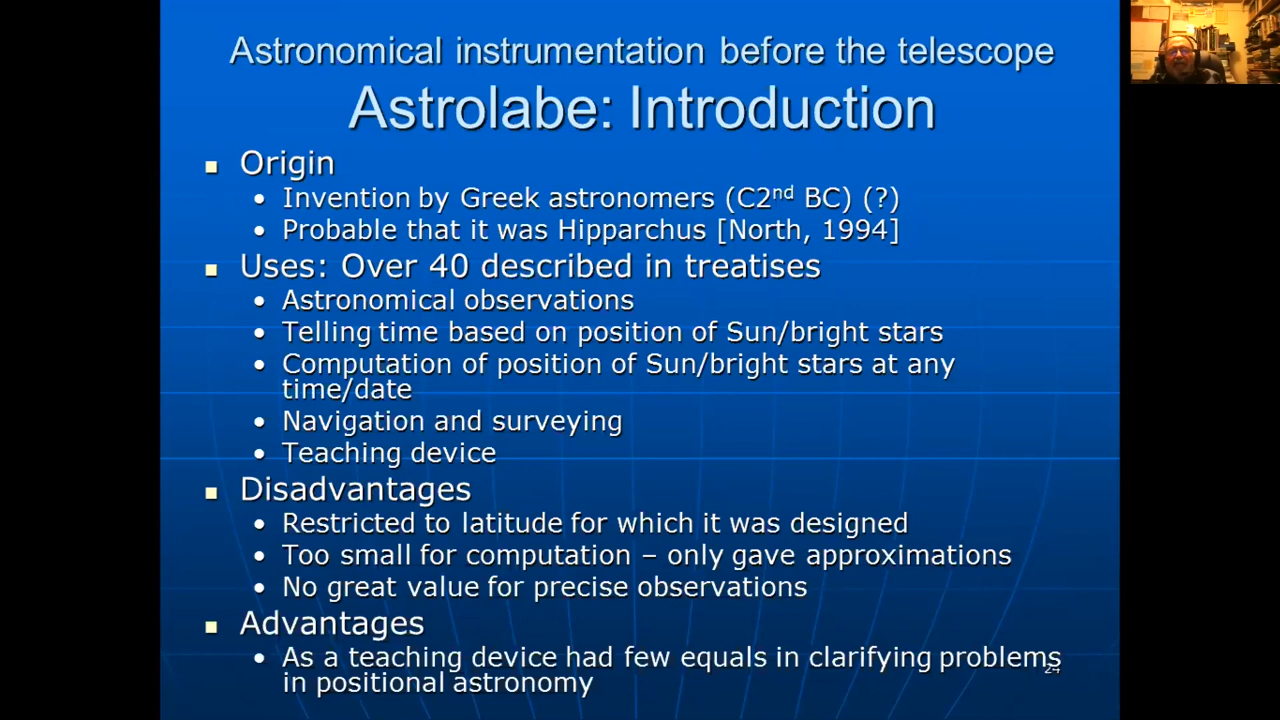 Astronomical instrumentation before the telescope
Astrolabe: Introduction
Origin
Invention by Greek astronomers (C2nd BC) (?)
Probable that it was Hipparchus [North, 1994]
Uses: Over 40 described in treatises
Astronomical observations
Telling time based on position of Sun/bright stars
Computation of position of Sun/bright stars at any
time/date
Navigation and surveying
Teaching device
Disadvantages
Restricted to latitude for which it was designed
Too small for computation – only gave approximations
No great value for precise observations
Advantages
As a teaching device had few equals in clarifying problems
in positional astronomy
24